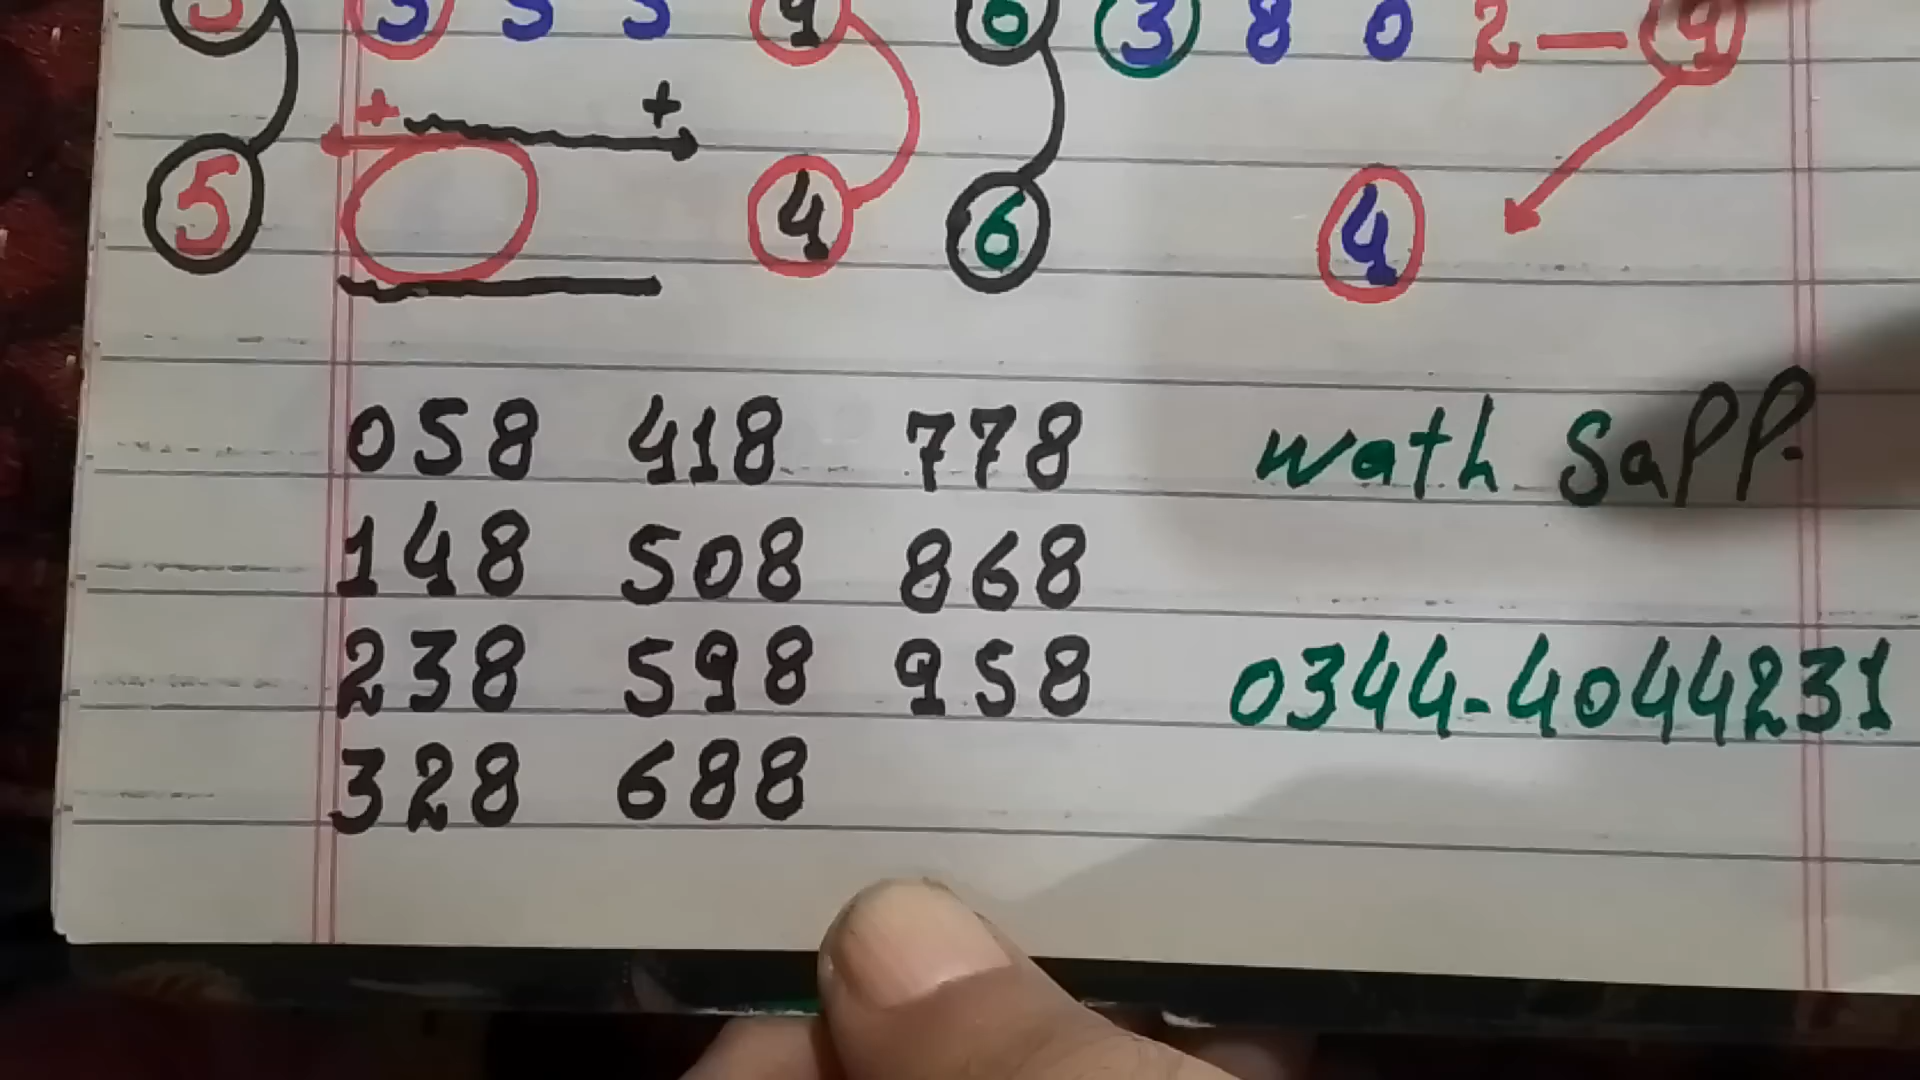 3 5 5 9 6 3 8 0 2 — 9
+ +
5 4 6 4
058 418 778 wath Sapp.
148 508 868
238 598 958 0344-4044231
328 688